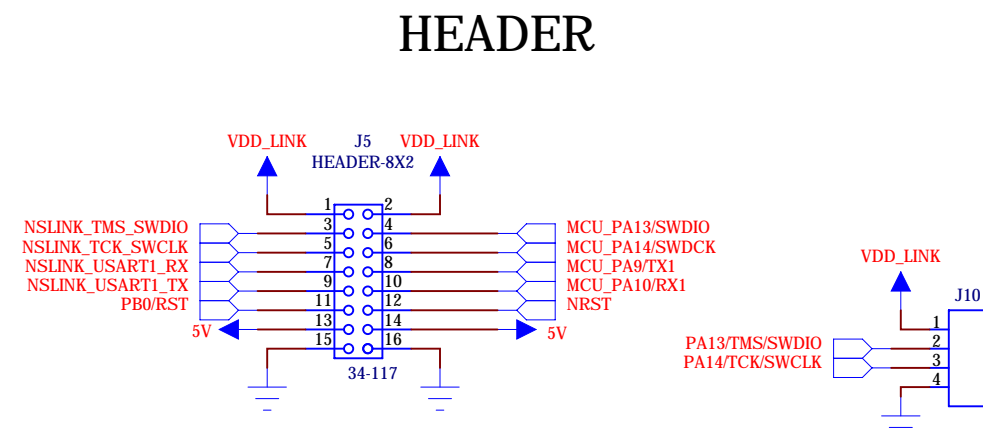 HEADER
VDD_LINK J5 VDD_LINK
HEADER-8X2
1 2
NSLINK_TMS_SWDIO 3 4 MCU_PA13/SWDIO
NSLINK_TCK_SWCLK 5 6 MCU_PA14/SWDCK
NSLINK_USART1_RX 7 8 MCU_PA9/TX1
NSLINK_USART1_TX 9 10 MCU_PA10/RX1
PB0/RST 11 12 NRST
5V 13 14 5V
15 16
34-117
VDD_LINK
J10
1
PA13/TMS/SWDIO 2
PA14/TCK/SWCLK 3
4